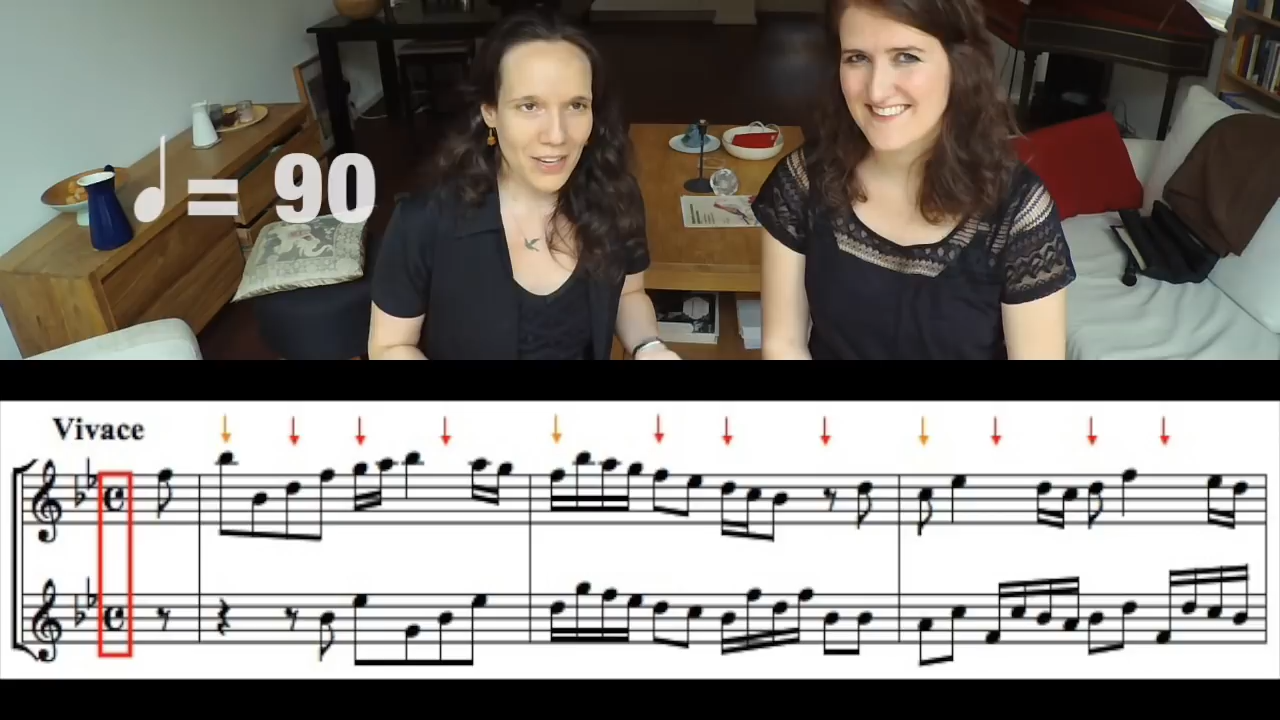 ♩ = 90
Vivace